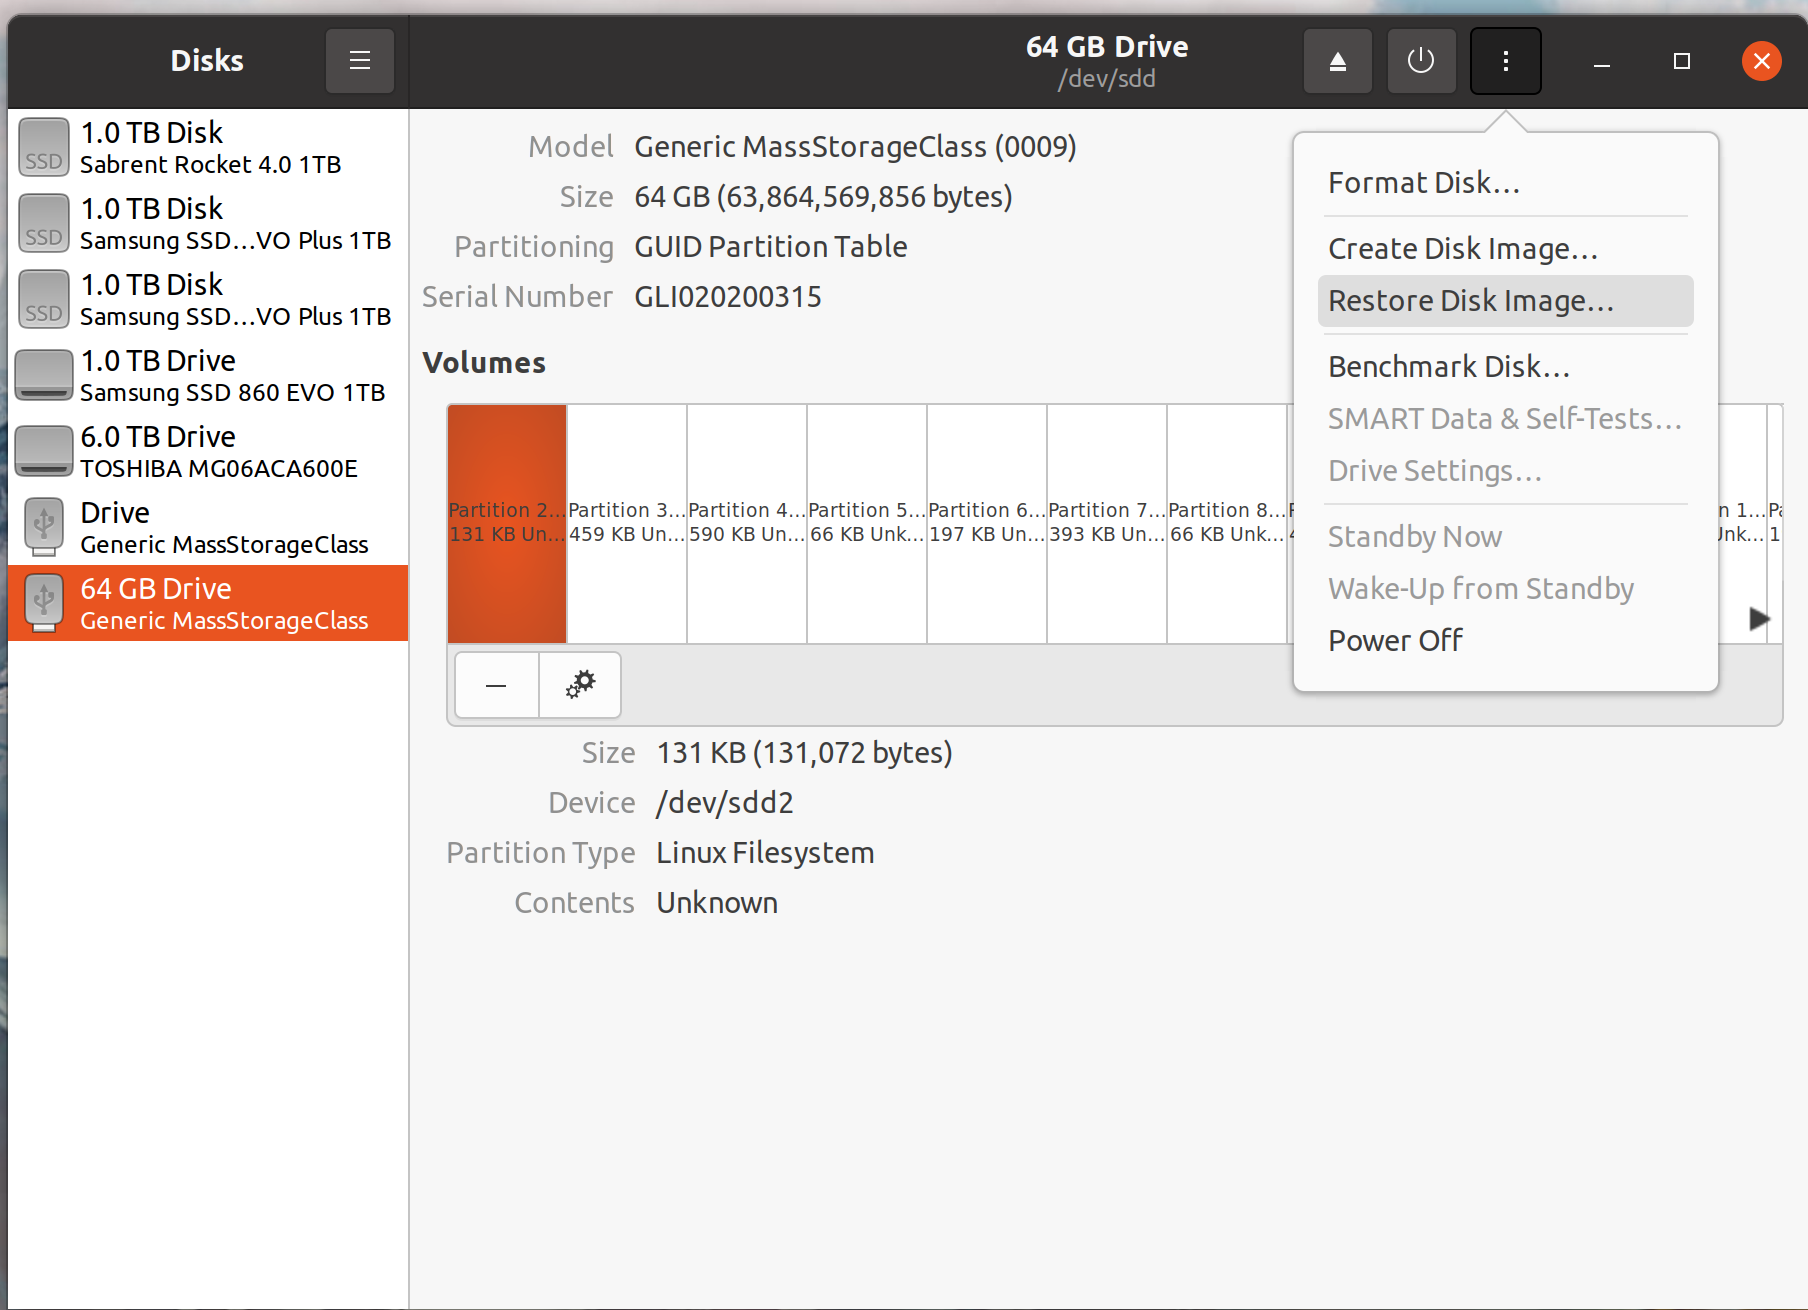 Disks
64 GB Drive
/dev/sdd
SSD
1.0 TB Disk
Sabrent Rocket 4.0 1TB
SSD
1.0 TB Disk
Samsung SSD...VO Plus 1TB
SSD
1.0 TB Disk
Samsung SSD...VO Plus 1TB
1.0 TB Drive
Samsung SSD 860 EVO 1TB
6.0 TB Drive
TOSHIBA MG06ACA600E
Drive
Generic MassStorageClass
64 GB Drive
Generic MassStorageClass
Model Generic MassStorageClass (0009)
Size 64 GB (63,864,569,856 bytes)
Partitioning GUID Partition Table
Serial Number GLI020200315
Volumes
Partition 2...
131 KB Un...
Partition 3...
459 KB Un...
Partition 4...
590 KB Un...
Partition 5...
66 KB Unk...
Partition 6...
197 KB Un...
Partition 7...
393 KB Un...
Partition 8...
66 KB Unk...
Size 131 KB (131,072 bytes)
Device /dev/sdd2
Partition Type Linux Filesystem
Contents Unknown
Format Disk...
Create Disk Image...
Restore Disk Image...
Benchmark Disk...
SMART Data & Self-Tests...
Drive Settings...
Standby Now
Wake-Up from Standby
Power Off